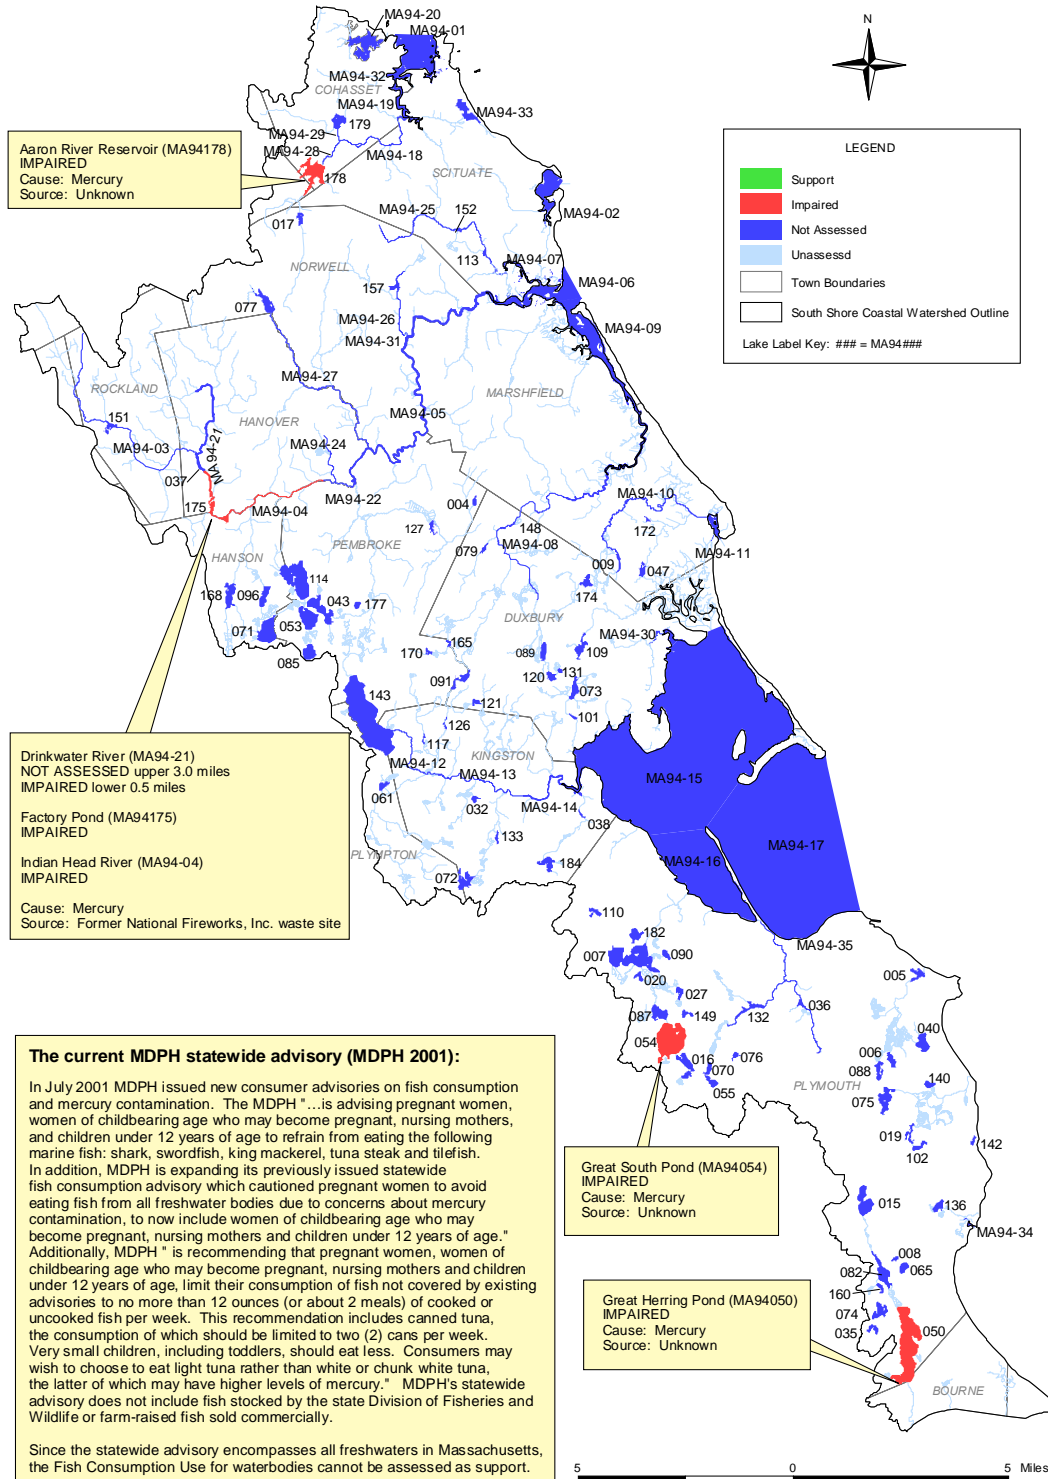 MA94-20
MA94-01
N
MA94-32
COHASSET
MA94-19
MA94-33
179
MA94-29
MA94-28
MA94-18
Aaron River Reservoir (MA94178)
IMPAIRED
Cause: Mercury
Source: Unknown
178
SCITUATE
LEGEND
Support
Impaired
Not Assessed
Unassessd
Town Boundaries
South Shore Coastal Watershed Outline
Lake Label Key: ### = MA94###
017
MA94-25
152
MA94-02
113
MA94-07
NORWELL
MA94-06
157
077
MA94-26
MA94-09
MA94-31
MA94-27
ROCKLAND
MARSHFIELD
151
HANOVER
MA94-05
MA94-03
MA94-21
MA94-24
037
175
MA94-04
MA94-22
004
MA94-10
127
148
172
PEMBROKE
079
MA94-08
MA94-11
HANSON
009
047
114
174
168
096
043
177
DUXBURY
071
053
MA94-30
085
165
170
089
109
091
120
131
073
143
121
101
126
117
KINGSTON
MA94-12
MA94-13
MA94-15
061
032
MA94-14
038
133
MA94-17
PLYMPTON
MA94-16
184
072
Drinkwater River (MA94-21)
NOT ASSESSED upper 3.0 miles
IMPAIRED lower 0.5 miles
Factory Pond (MA94175)
IMPAIRED
Indian Head River (MA94-04)
IMPAIRED
Cause: Mercury
Source: Former National Fireworks, Inc. waste site
110
182
MA94-35
007
090
020
005
027
036
087
149
132
054
040
016
076
006
070
088
055
PLYMOUTH
140
075
019
102
142
015
136
MA94-34
008
082
065
160
074
035
050
BOURNE
Great South Pond (MA94054)
IMPAIRED
Cause: Mercury
Source: Unknown
Great Herring Pond (MA94050)
IMPAIRED
Cause: Mercury
Source: Unknown
The current MDPH statewide advisory (MDPH 2001):
In July 2001 MDPH issued new consumer advisories on fish consumption
and mercury contamination. The MDPH "...is advising pregnant women,
women of childbearing age who may become pregnant, nursing mothers,
and children under 12 years of age to refrain from eating the following
marine fish: shark, swordfish, king mackerel, tuna steak and tilefish.
In addition, MDPH is expanding its previously issued statewide
fish consumption advisory which cautioned pregnant women to avoid
eating fish from all freshwater bodies due to concerns about mercury
contamination, to now include women of childbearing age who may
become pregnant, nursing mothers and children under 12 years of age."
Additionally, MDPH " is recommending that pregnant women, women of
childbearing age who may become pregnant, nursing mothers and children
under 12 years of age, limit their consumption of fish not covered by existing
advisories to no more than 12 ounces (or about 2 meals) of cooked or
uncooked fish per week. This recommendation includes canned tuna,
the consumption of which should be limited to two (2) cans per week.
Very small children, including toddlers, should eat less. Consumers may
wish to choose to eat light tuna rather than white or chunk white tuna,
the latter of which may have higher levels of mercury." MDPH's statewide
advisory does not include fish stocked by the state Division of Fisheries and
Wildlife or farm-raised fish sold commercially.
Since the statewide advisory encompasses all freshwaters in Massachusetts,
the Fish Consumption Use for waterbodies cannot be assessed as support.
5 0 5 Miles